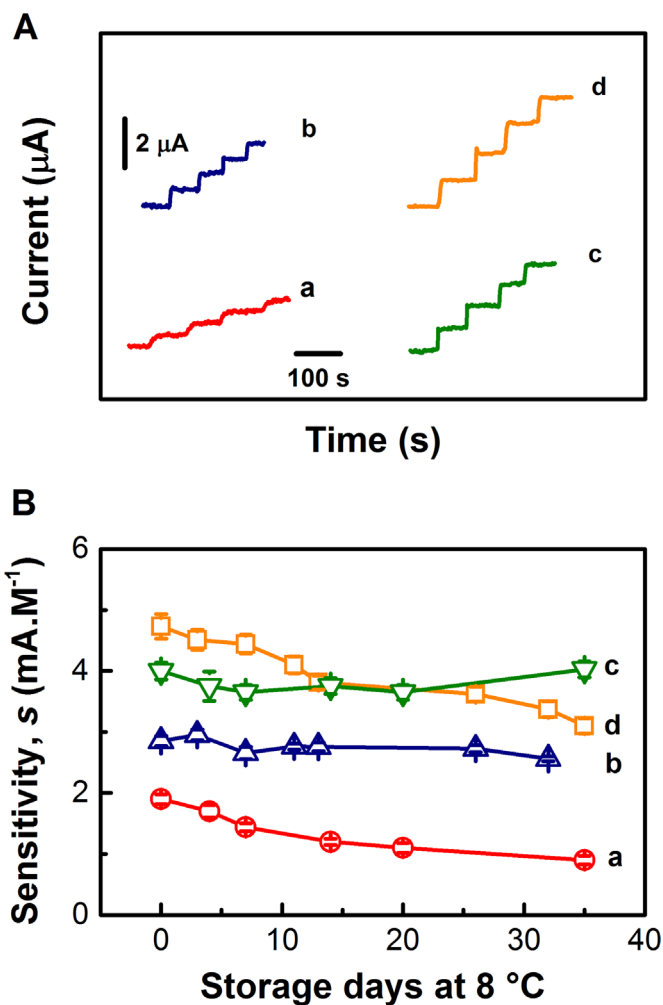 A
Current (μA)
2 μA
b
d
a
c
100 s
Time (s)
B
Sensitivity, s (mA.M⁻¹)
6
4
2
0
c
d
b
a
0 10 20 30 40
Storage days at 8 °C